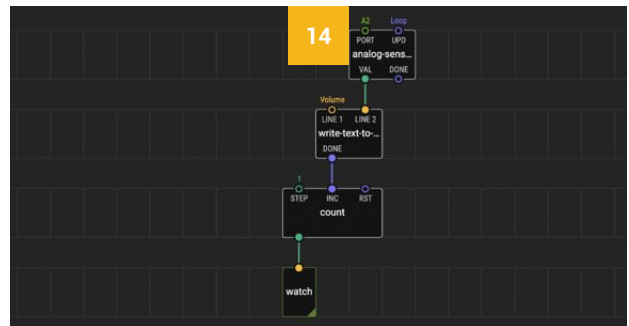 14
A2 Loop
PORT UPD
analog-sens...
VAL DONE
Volume
LINE 1 LINE 2
write-text-to-...
DONE
1
STEP INC RST
count
watch